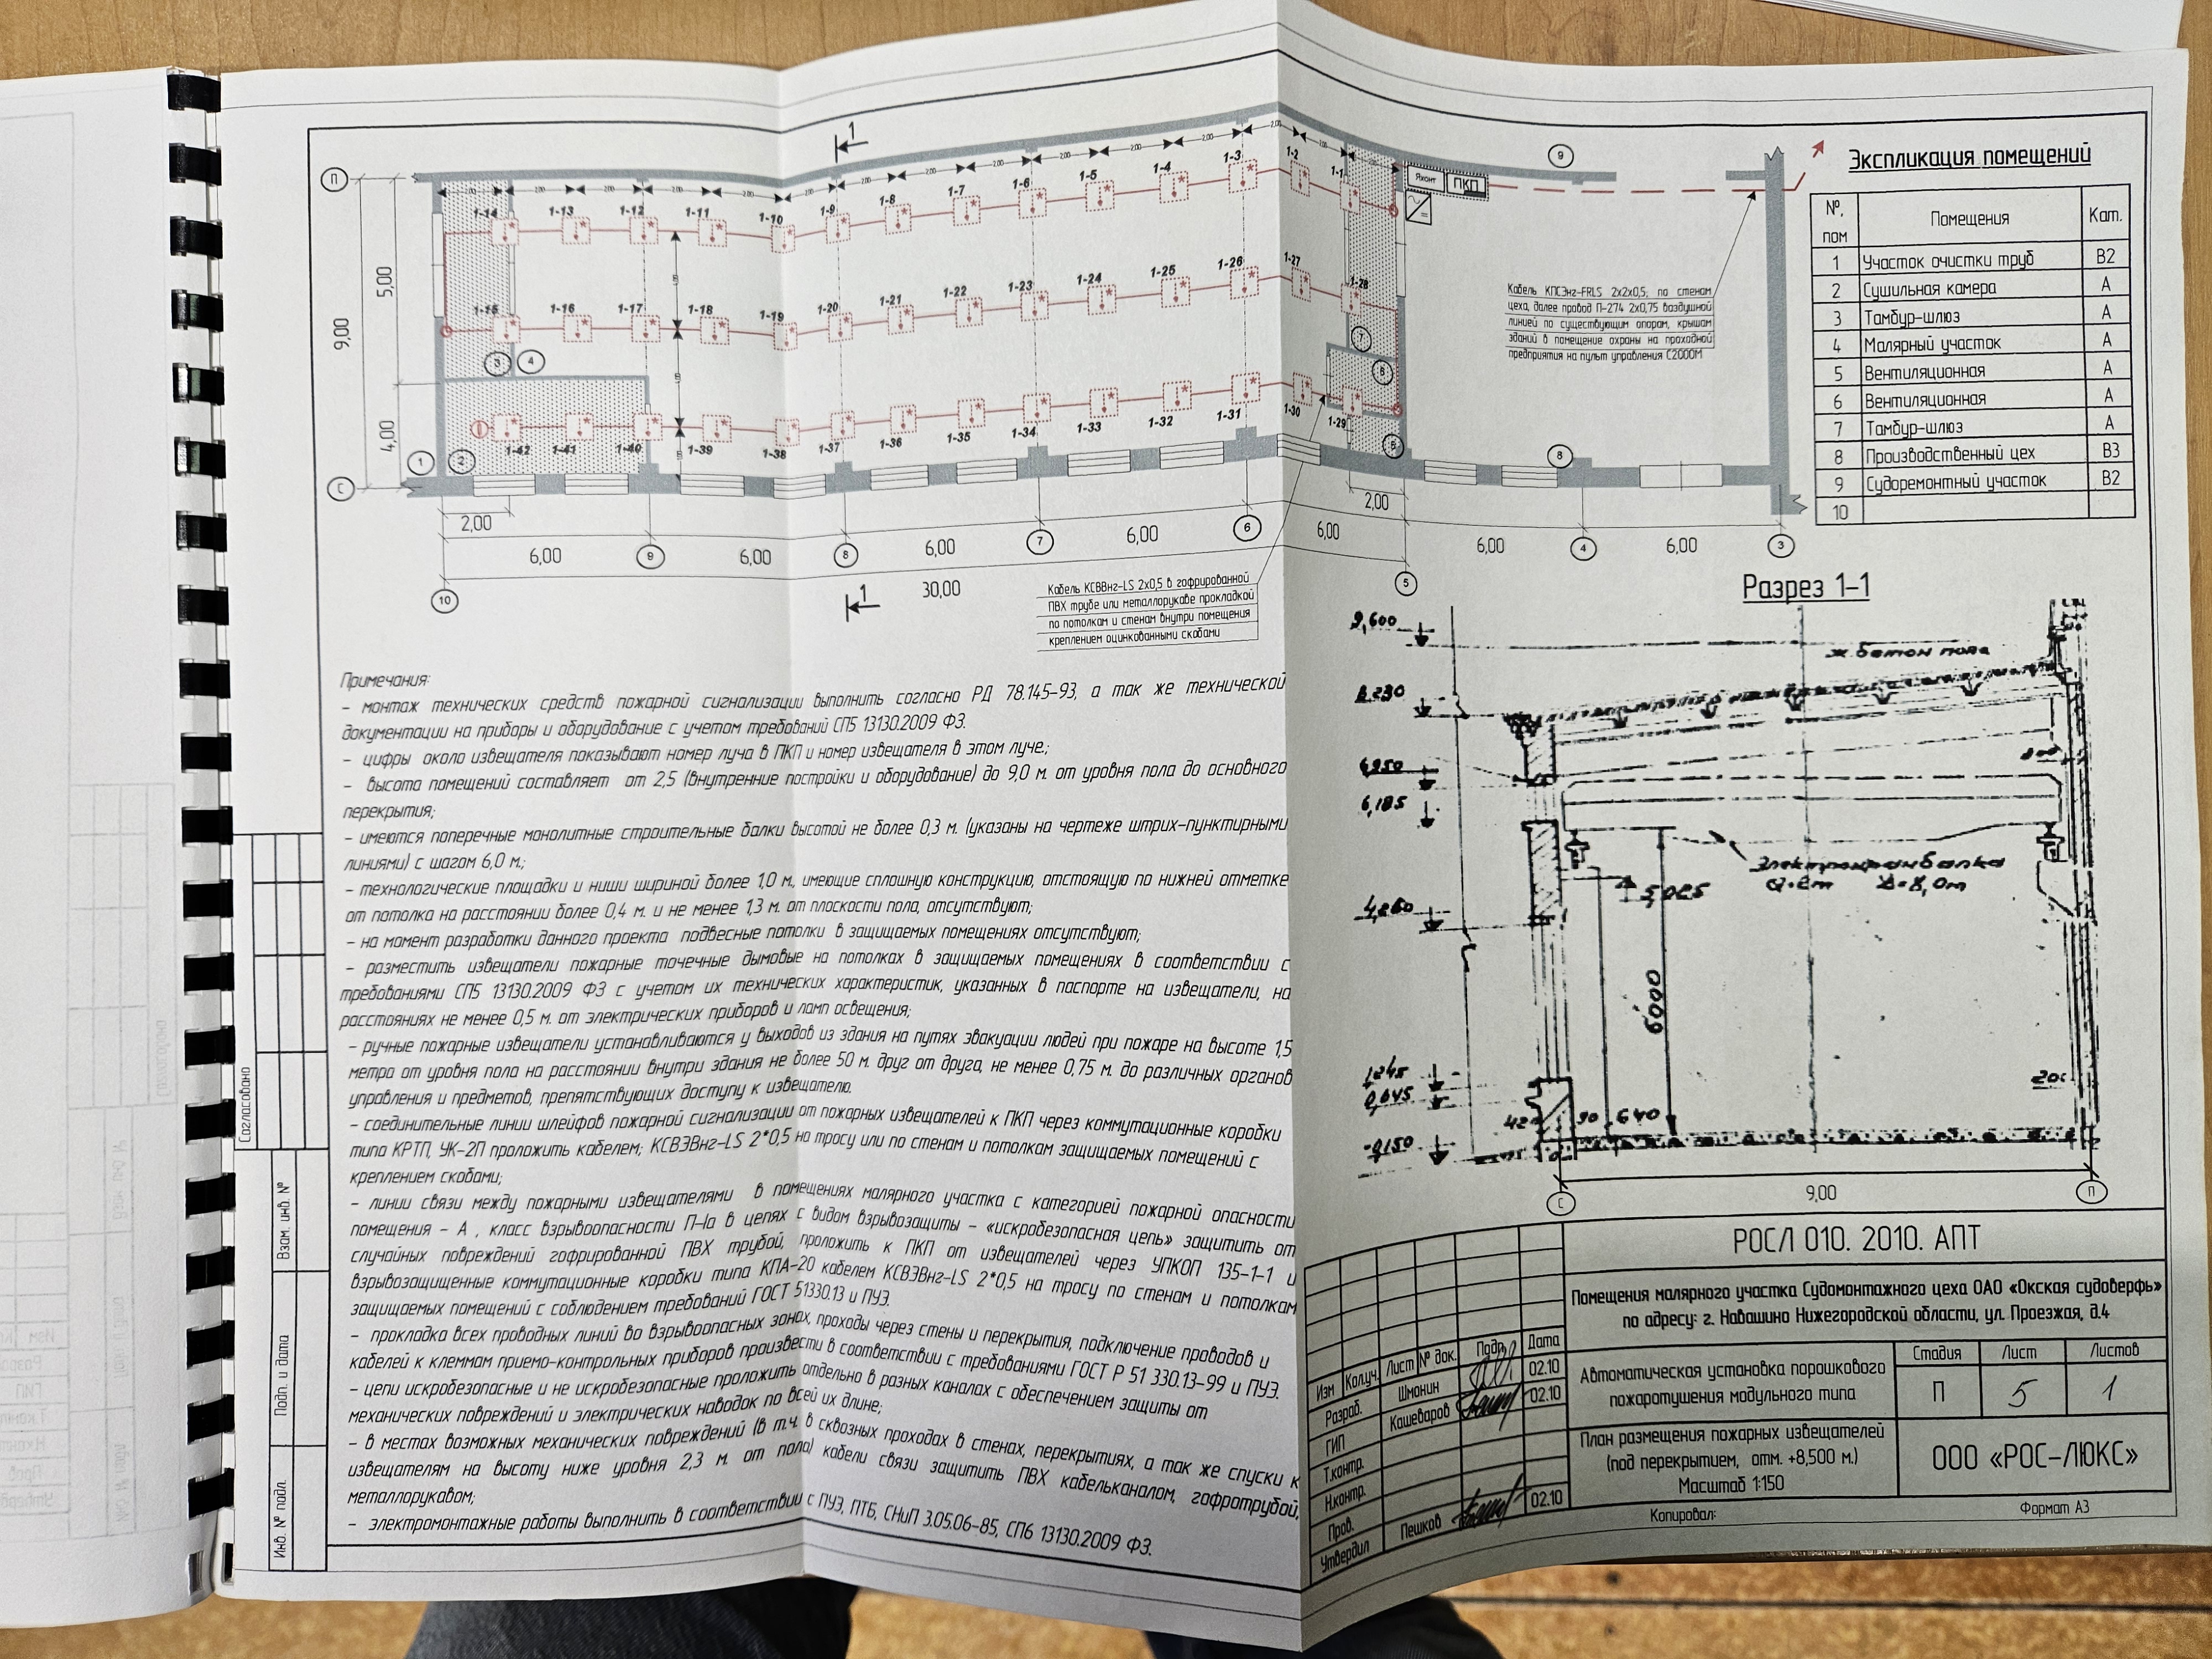 1
П
9
1-14
1-13
1-12
1-11
1-10
1-9
1-8
1-7
1-6
1-5
1-4
1-3
1-2
1-1
Яхонт
ПКП
2,00
5,00
9,00
4,00
1-15
1-16
1-17
1-18
1-19
1-20
1-21
1-22
1-23
1-24
1-25
1-26
1-27
1-28
3
4
7
6
Кабель КПСЭнг-FRLS 2х2х0,5; по стенам
цеха, далее провод П-274 2х0,75 воздушной
линией по существующим опорам, крышам
зданий в помещение охраны на проходной
предприятия на пульт управления С2000М
1-42
1-41
1-40
1-39
1-38
1-37
1-36
1-35
1-34
1-33
1-32
1-31
1-30
1-29
1
2
8
С
2,00
2,00
6,00
9
6,00
8
6,00
7
6,00
6
6,00
6,00
4
6,00
3
10
30,00
5
1
Кабель КСВВнг-LS 2х0,5 в гофрированной
ПВХ трубе или металлорукаве прокладкой
по потолкам и стенам внутри помещения
креплением оцинкованными скобами
Экспликация помещений
№, пом Помещения Кат.
1 Участок очистки труб В2
2 Сушильная камера А
3 Тамбур-шлюз А
4 Малярный участок А
5 Вентиляционная А
6 Вентиляционная А
7 Тамбур-шлюз А
8 Производственный цех В3
9 Судоремонтный участок В2
10
Примечания:
– монтаж технических средств пожарной сигнализации выполнить согласно РД 78.145-93, а так же технической
документации на приборы и оборудование с учетом требований СП5 13130.2009 ФЗ.
– цифры около извещателя показывают номер луча в ПКП и номер извещателя в этом луче.;
– высота помещений составляет от 2,5 (внутренние постройки и оборудование) до 9,0 м. от уровня пола до основного
перекрытия;
– имеются поперечные монолитные строительные балки высотой не более 0,3 м. (указаны на чертеже штрих-пунктирными
линиями) с шагом 6,0 м.;
– технологические площадки и ниши шириной более 1,0 м., имеющие сплошную конструкцию, отстоящую по нижней отметке
от потолка на расстоянии более 0,4 м. и не менее 1,3 м. от плоскости пола, отсутствуют;
– на момент разработки данного проекта подвесные потолки в защищаемых помещениях отсутствуют;
– разместить извещатели пожарные точечные дымовые на потолках в защищаемых помещениях в соответствии с
требованиями СП5 13130.2009 ФЗ с учетом их технических характеристик, указанных в паспорте на извещатели, на
расстояниях не менее 0,5 м. от электрических приборов и ламп освещения;
– ручные пожарные извещатели устанавливаются у выходов из здания на путях эвакуации людей при пожаре на высоте 1,5
метра от уровня пола на расстоянии внутри здания не более 50 м. друг от друга, не менее 0,75 м. до различных органов
управления и предметов, препятствующих доступу к извещателю.
– соединительные линии шлейфов пожарной сигнализации от пожарных извещателей к ПКП через коммутационные коробки
типа КРТП, УК-2П проложить кабелем; КСВЭВнг-LS 2*0,5 на тросу или по стенам и потолкам защищаемых помещений с
креплением скобами;
– линии связи между пожарными извещателями в помещениях малярного участка с категорией пожарной опасности
помещения – А , класс взрывоопасности П-Iа в цепях с видом взрывозащиты – «искробезопасная цепь» защитить от
случайных повреждений гофрированной ПВХ трубой, проложить к ПКП от извещателей через УПКОП 135-1-1 и
взрывозащищенные коммутационные коробки типа КПА-20 кабелем КСВЭВнг-LS 2*0,5 на тросу по стенам и потолкам
защищаемых помещений с соблюдением требований ГОСТ 51330.13 и ПУЭ.
– прокладка всех проводных линий во взрывоопасных зонах, проходы через стены и перекрытия, подключение проводов и
кабелей к клеммам приемо-контрольных приборов произвести в соответствии с требованиями ГОСТ Р 51 330.13-99 и ПУЭ.
– цепи искробезопасные и не искробезопасные проложить отдельно в разных каналах с обеспечением защиты от
механических повреждений и электрических наводок по всей их длине;
– в местах возможных механических повреждений (в т.ч. в сквозных проходах в стенах, перекрытиях, а так же спуски к
извещателям на высоту ниже уровня 2,3 м. от пола) кабели связи защитить ПВХ кабельканалом, гофротрубой,
металлорукавом;
– электромонтажные работы выполнить в соответствии с ПУЭ, ПТБ, СНиП 3.05.06-85, СП6 13130.2009 ФЗ.
Разрез 1-1
9,600
ж. бетон пола
8.230
6,185
Электрокранбалка
5,025
4,260
6000
1245
0,645
90
640
-0,150
9,00
С
П
РОСЛ 010. 2010. АПТ
Помещения малярного участка Судомонтажного цеха ОАО «Окская судоверфь»
по адресу: г. Навашино Нижегородской области, ул. Проезжая, д.4
Изм Кол.уч. Лист № док. Подр. Дата
Разраб. Шмонин 02.10
ГИП Кашеваров 02.10
Т.контр.
Н.контр.
Пров.
Утвердил Пешков 02.10
Автоматическая установка порошкового
пожаротушения модульного типа
Стадия Лист Листов
П 5 1
План размещения пожарных извещателей
(под перекрытием, отм. +8,500 м.)
Масштаб 1:150
ООО «РОС-ЛЮКС»
Копировал:
Формат А3
Согласовано
Взам. инв. №
Подп. и дата
Инв. № подл.